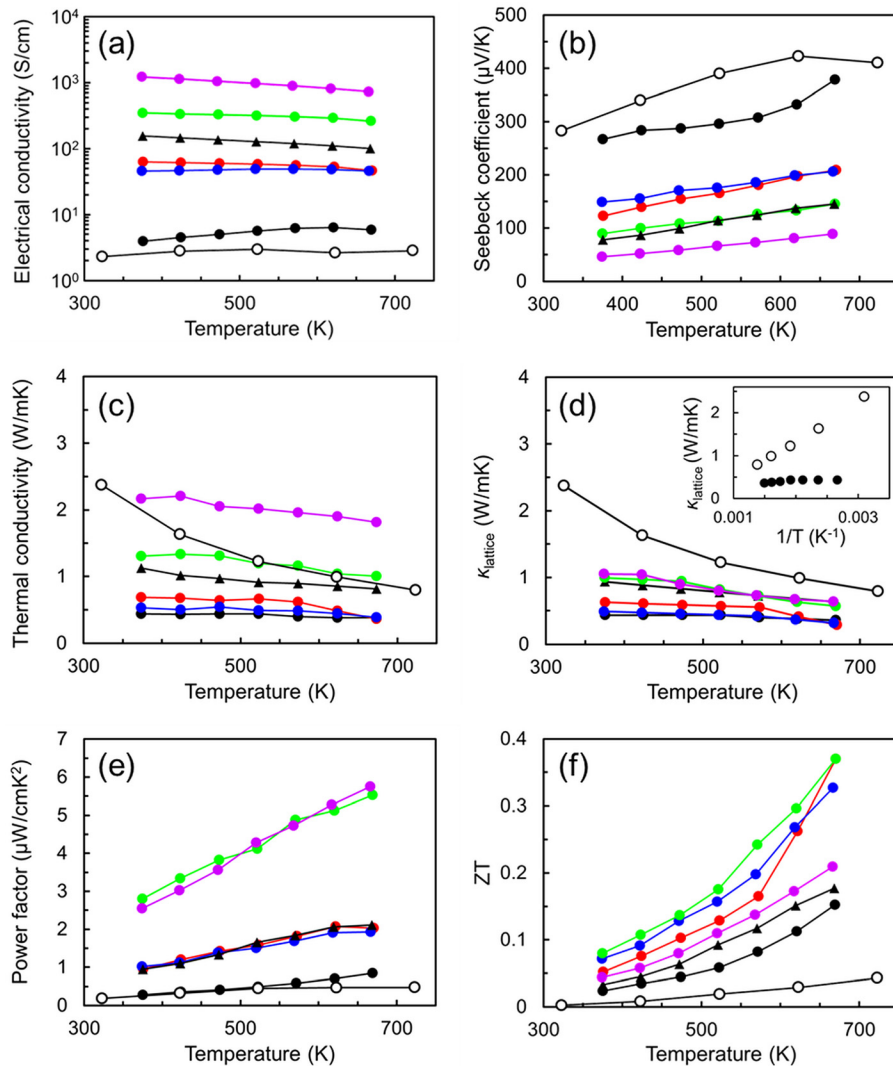 (a)
Electrical conductivity (S/cm)
10⁴
10³
10²
10¹
10⁰
300
500
700
Temperature (K)
(b)
Seebeck coefficient (µV/K)
500
400
300
200
100
0
300
400
500
600
700
Temperature (K)
(c)
Thermal conductivity (W/mK)
4
3
2
1
0
300
500
700
Temperature (K)
(d)
κlattice (W/mK)
4
3
2
1
0
300
500
700
Temperature (K)
κlattice (W/mK)
2
1
0
0.001
0.003
1/T (K⁻¹)
(e)
Power factor (µW/cmK²)
7
6
5
4
3
2
1
0
300
500
700
Temperature (K)
(f)
ZT
0.4
0.3
0.2
0.1
0
300
500
700
Temperature (K)